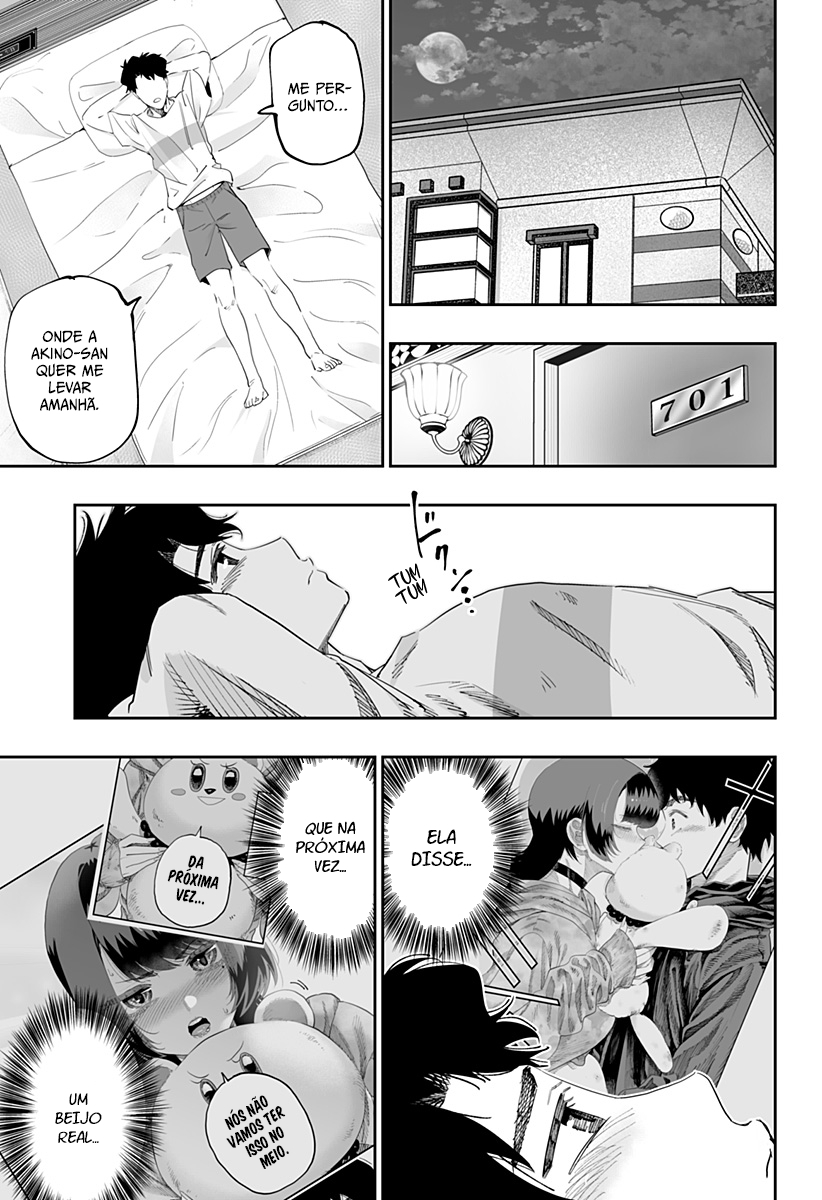 701
ME PER-
GUNTO...
ONDE A
AKINO-SAN
QUER ME
LEVAR
AMANHÃ.
ドクン
TUM
TUM
ELA
DISSE...
QUE NA
PRÓXIMA
VEZ...
DA
PRÓXIMA
VEZ...
NÓS NÃO
VAMOS TER
ISSO NO
MEIO.
UM
BEIJO
REAL...